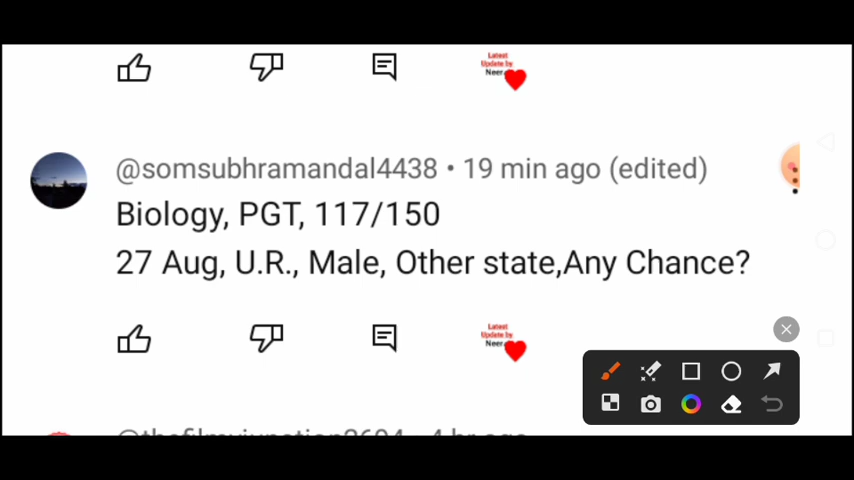 Latest
Update by
Neer
@somsubhramandal4438 • 19 min ago (edited)
Biology, PGT, 117/150
27 Aug, U.R., Male, Other state,Any Chance?
Latest
Update by
Neer